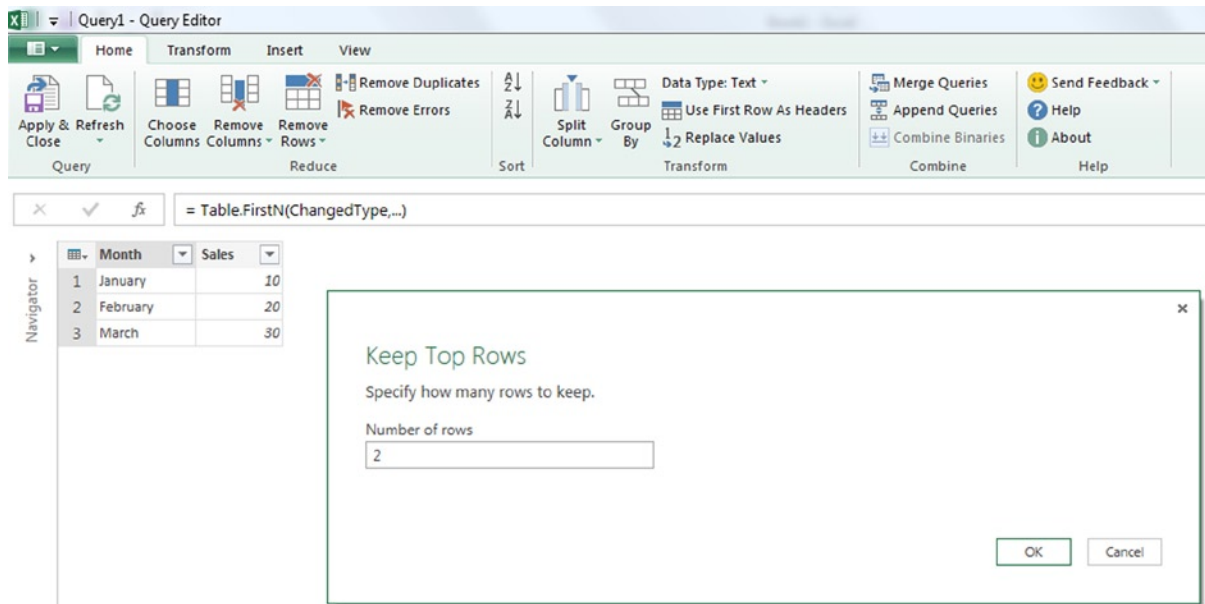 Query1 - Query Editor
Home Transform Insert View
Apply & Close
Refresh
Query
Choose Columns
Remove Columns
Remove Rows
Remove Duplicates
Remove Errors
Reduce
Sort
Split Column
Group By
Data Type: Text
Use First Row As Headers
1 2 Replace Values
Transform
Merge Queries
Append Queries
Combine Binaries
Combine
Send Feedback
Help
About
Help
fx = Table.FirstN(ChangedType,...)
Navigator
Month Sales
1 January 10
2 February 20
3 March 30
Keep Top Rows
Specify how many rows to keep.
Number of rows
2
OK Cancel